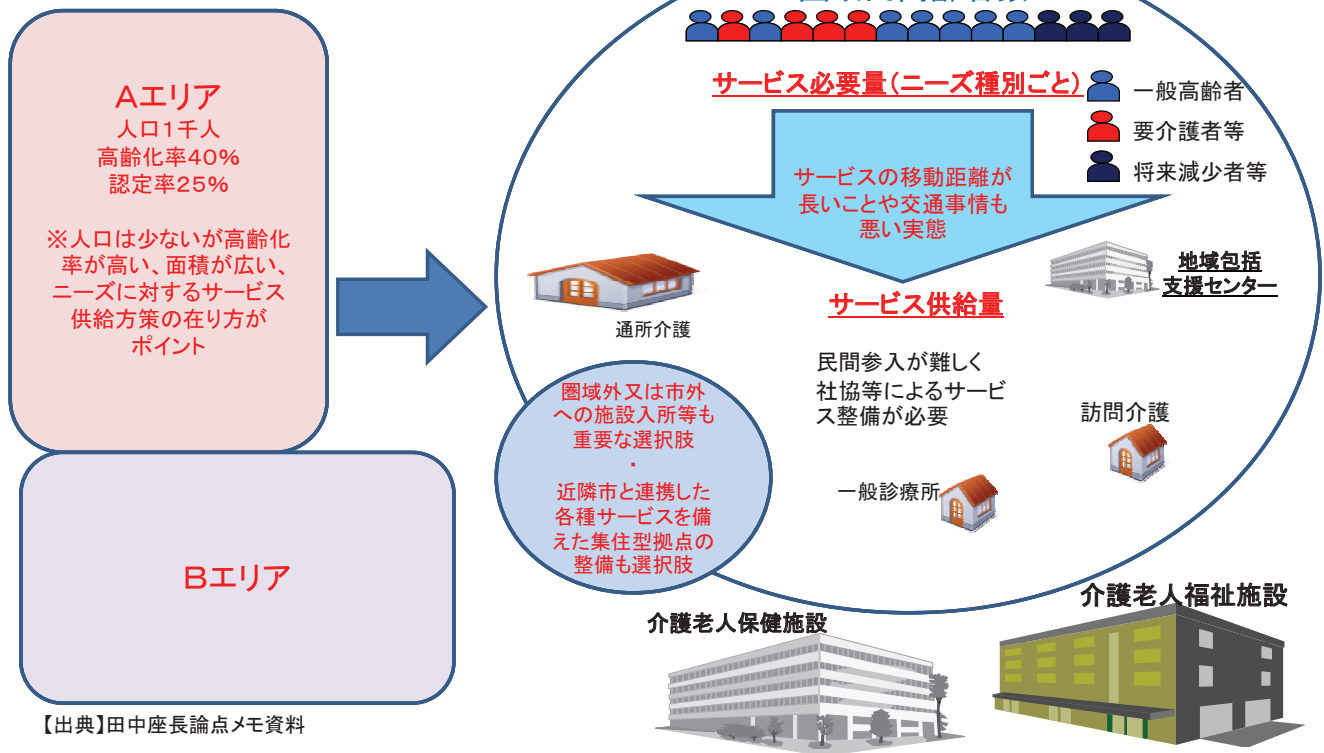 サービス必要量(ニーズ種別ごと)
一般高齢者
要介護者等
将来減少者等
Aエリア
人口1千人
高齢化率40%
認定率25%
※人口は少ないが高齢化
率が高い、面積が広い、
ニーズに対するサービス
供給方策の在り方が
ポイント
サービスの移動距離が
長いことや交通事情も
悪い実態
地域包括
支援センター
通所介護
サービス供給量
民間参入が難しく
社協等によるサービ
ス整備が必要
訪問介護
一般診療所
圏域外又は市外
への施設入所等も
重要な選択肢
・
近隣市と連携した
各種サービスを備
えた集住型拠点の
整備も選択肢
Bエリア
介護老人保健施設
介護老人福祉施設
【出典】田中座長論点メモ資料